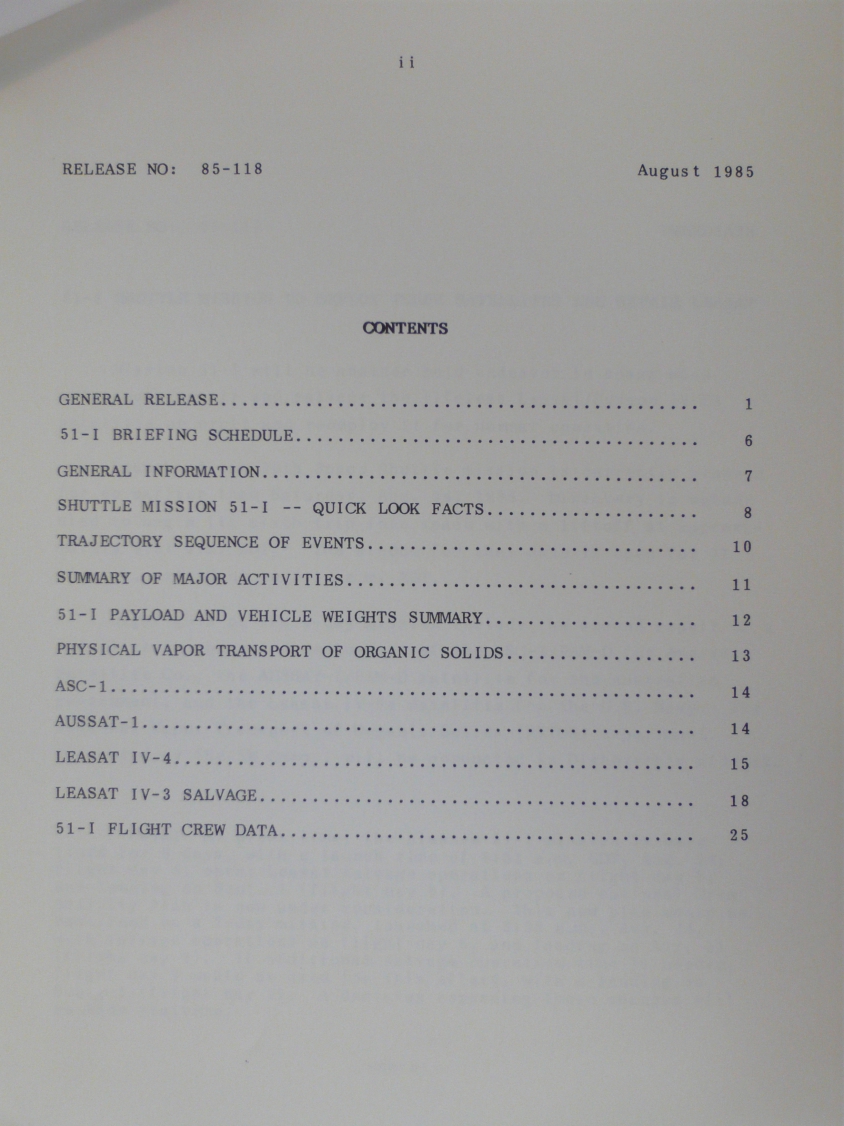 ii
RELEASE NO: 85-118 August 1985
CONTENTS
GENERAL RELEASE............................................. 1
51-I BRIEFING SCHEDULE...................................... 6
GENERAL INFORMATION......................................... 7
SHUTTLE MISSION 51-I -- QUICK LOOK FACTS.................... 8
TRAJECTORY SEQUENCE OF EVENTS............................... 10
SUMMARY OF MAJOR ACTIVITIES................................. 11
51-I PAYLOAD AND VEHICLE WEIGHTS SUMMARY.................... 12
PHYSICAL VAPOR TRANSPORT OF ORGANIC SOLIDS.................. 13
ASC-1....................................................... 14
AUSSAT-1.................................................... 14
LEASAT IV-4................................................. 15
LEASAT IV-3 SALVAGE......................................... 18
51-I FLIGHT CREW DATA....................................... 25